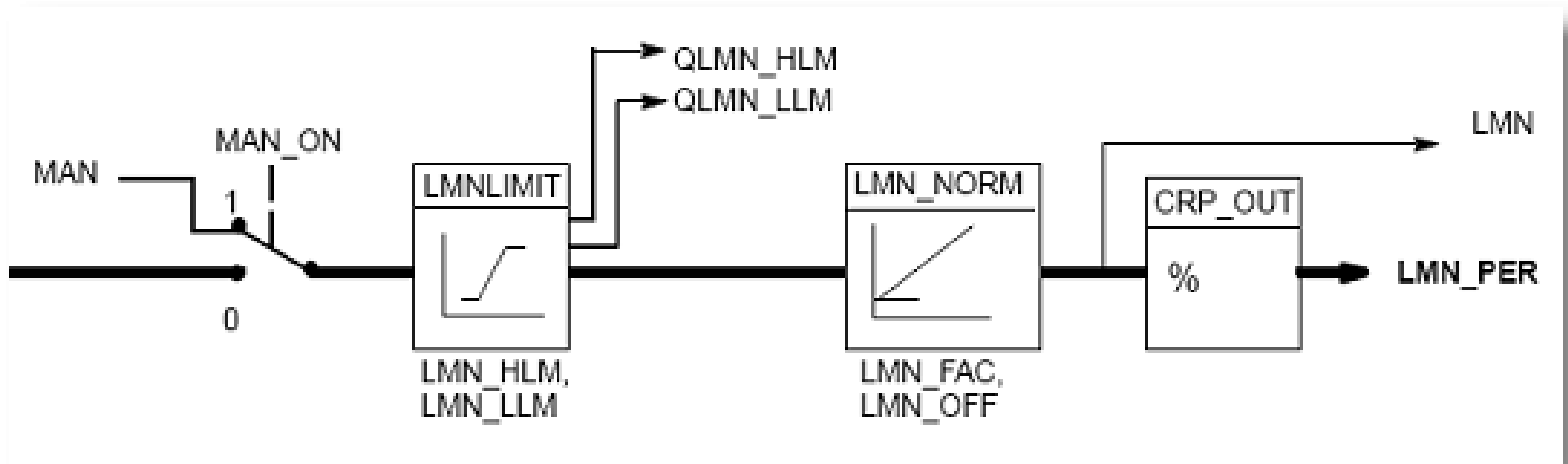 QLMN_HLM
QLMN_LLM
LMN
MAN_ON
MAN
1
0
LMNLIMIT
LMN_HLM,
LMN_LLM
LMN_NORM
LMN_FAC,
LMN_OFF
CRP_OUT
%
LMN_PER